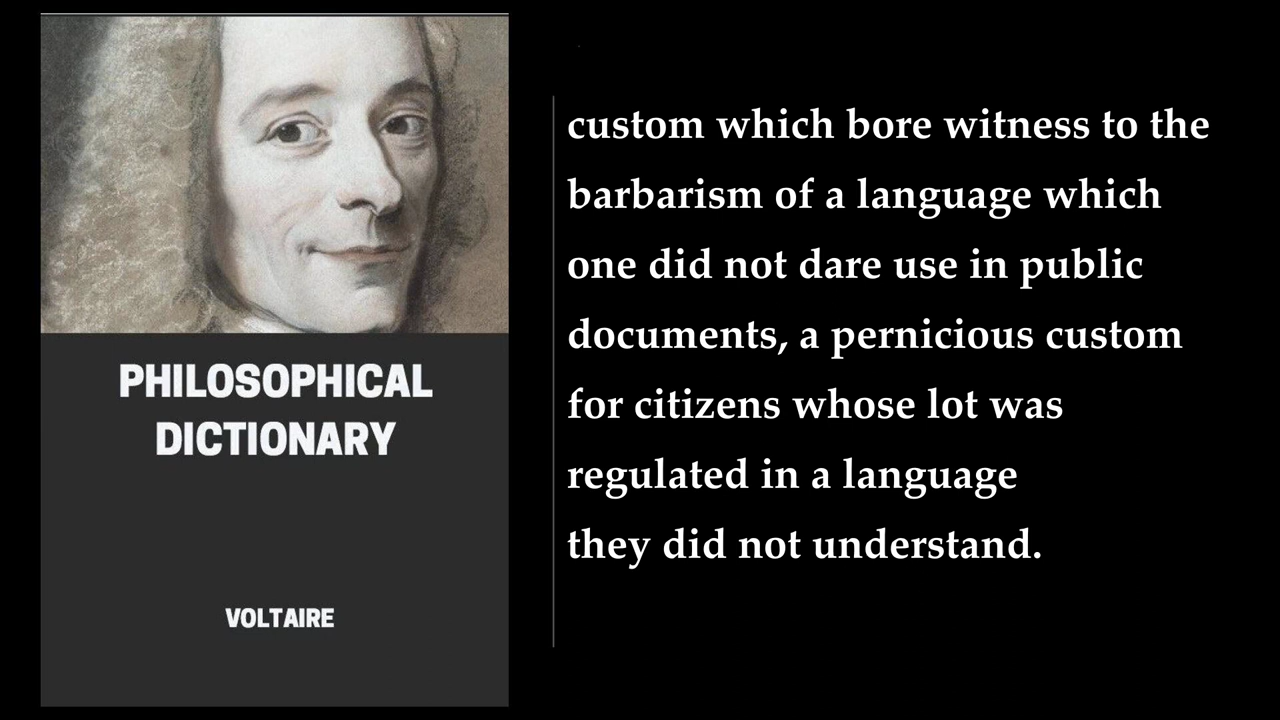 PHILOSOPHICAL
DICTIONARY
VOLTAIRE
custom which bore witness to the
barbarism of a language which
one did not dare use in public
documents, a pernicious custom
for citizens whose lot was
regulated in a language
they did not understand.